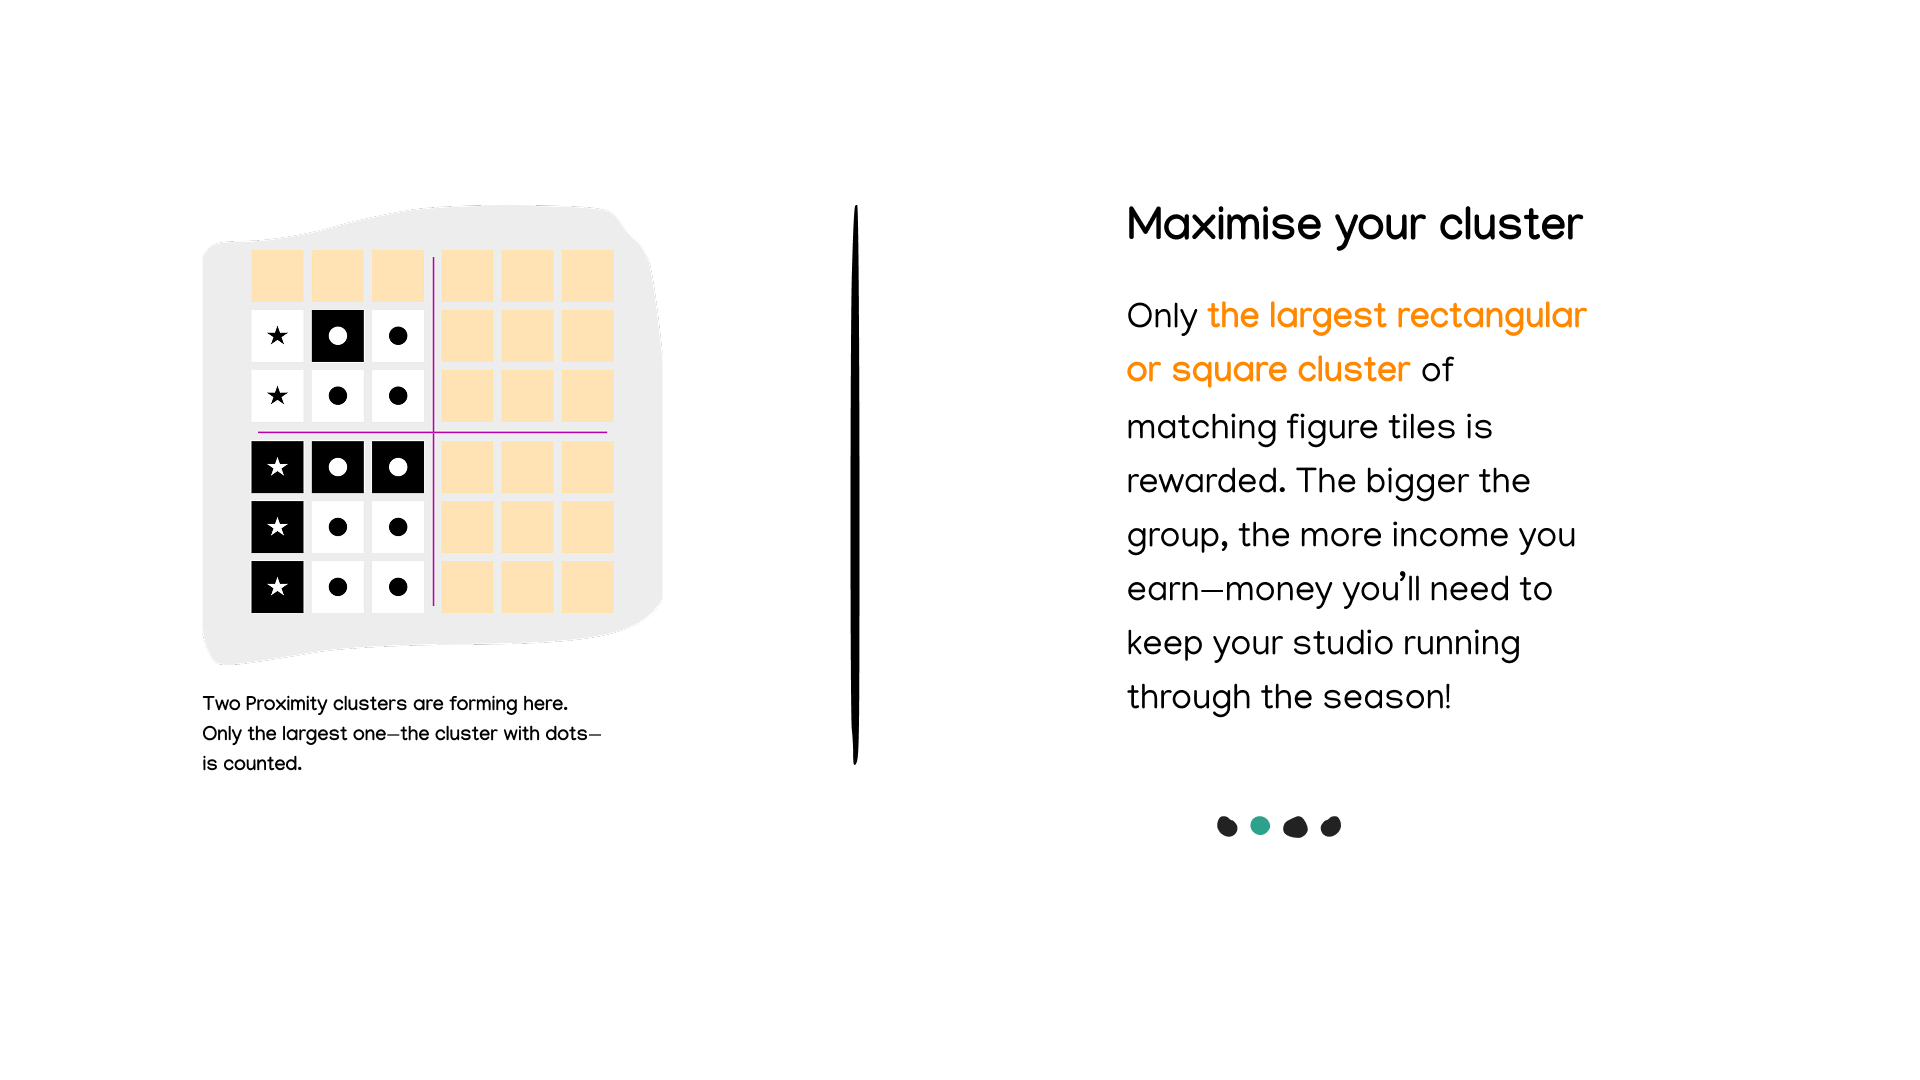 Two Proximity clusters are forming here.
Only the largest one—the cluster with dots—
is counted.
Maximise your cluster
Only the largest rectangular
or square cluster of
matching figure tiles is
rewarded. The bigger the
group, the more income you
earn—money you’ll need to
keep your studio running
through the season!